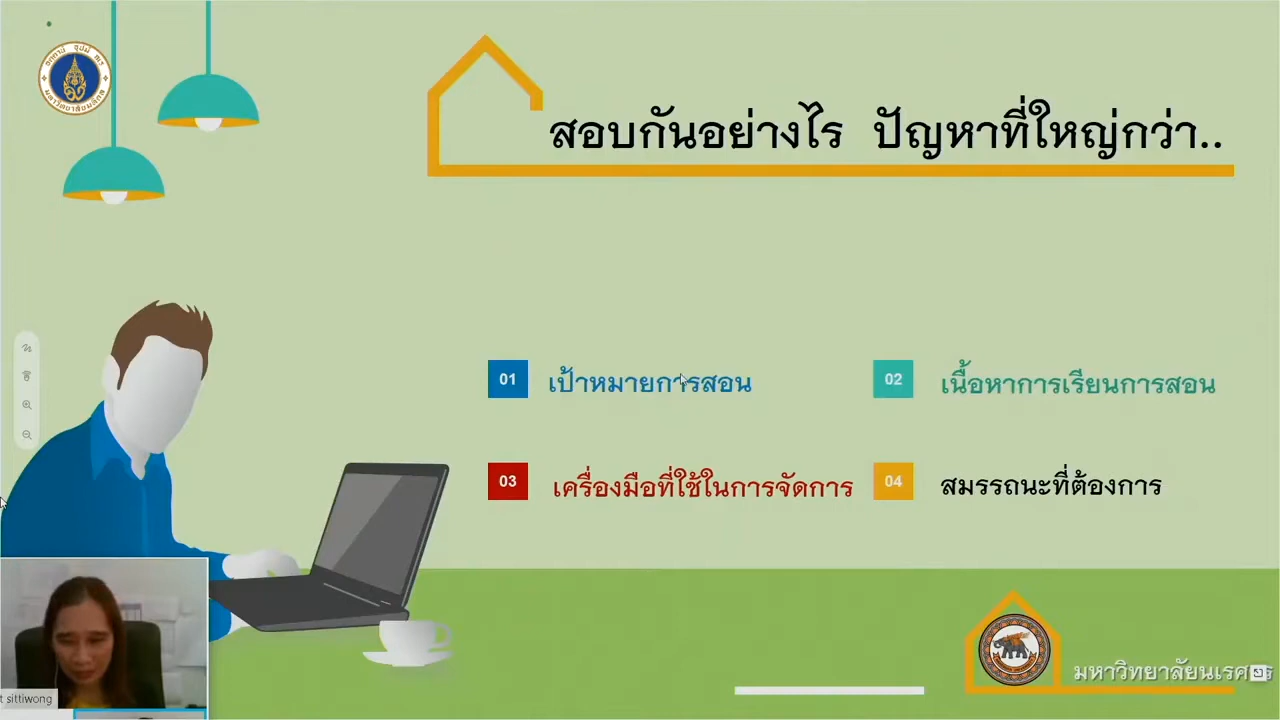 สอบกันอย่างไร ปัญหาที่ใหญ่กว่า..
01 เป้าหมายการสอน
02 เนื้อหาการเรียนการสอน
03 เครื่องมือที่ใช้ในการจัดการ
04 สมรรถนะที่ต้องการ
มหาวิทยาลัยนเรศวร
t sittiwong